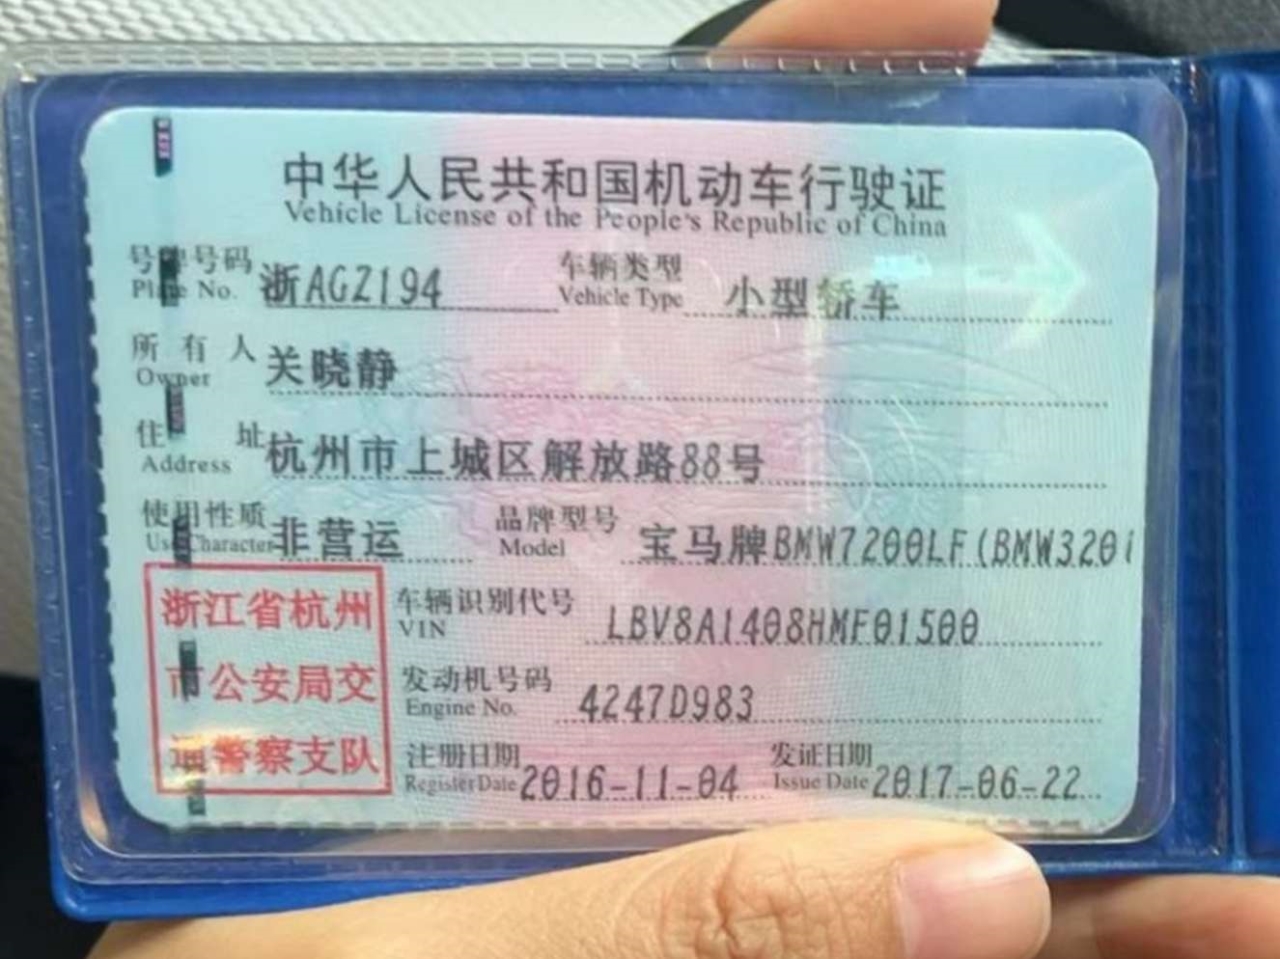 中华人民共和国机动车行驶证
Vehicle License of the People's Republic of China
号牌号码 浙AGZ194 车辆类型 小型轿车
Plate No. Vehicle Type
所有人 关晓静
Owner
住址 杭州市上城区解放路88号
Address
使用性质 非营运 品牌型号 宝马牌BMW7200LF(BMW320i
Use Character Model
浙江省杭州
市公安局交
通警察支队
车辆识别代号 LBV8A1408HMF01500
VIN
发动机号码 4247D983
Engine No.
注册日期 2016-11-04 发证日期 2017-06-22
Register Date Issue Date